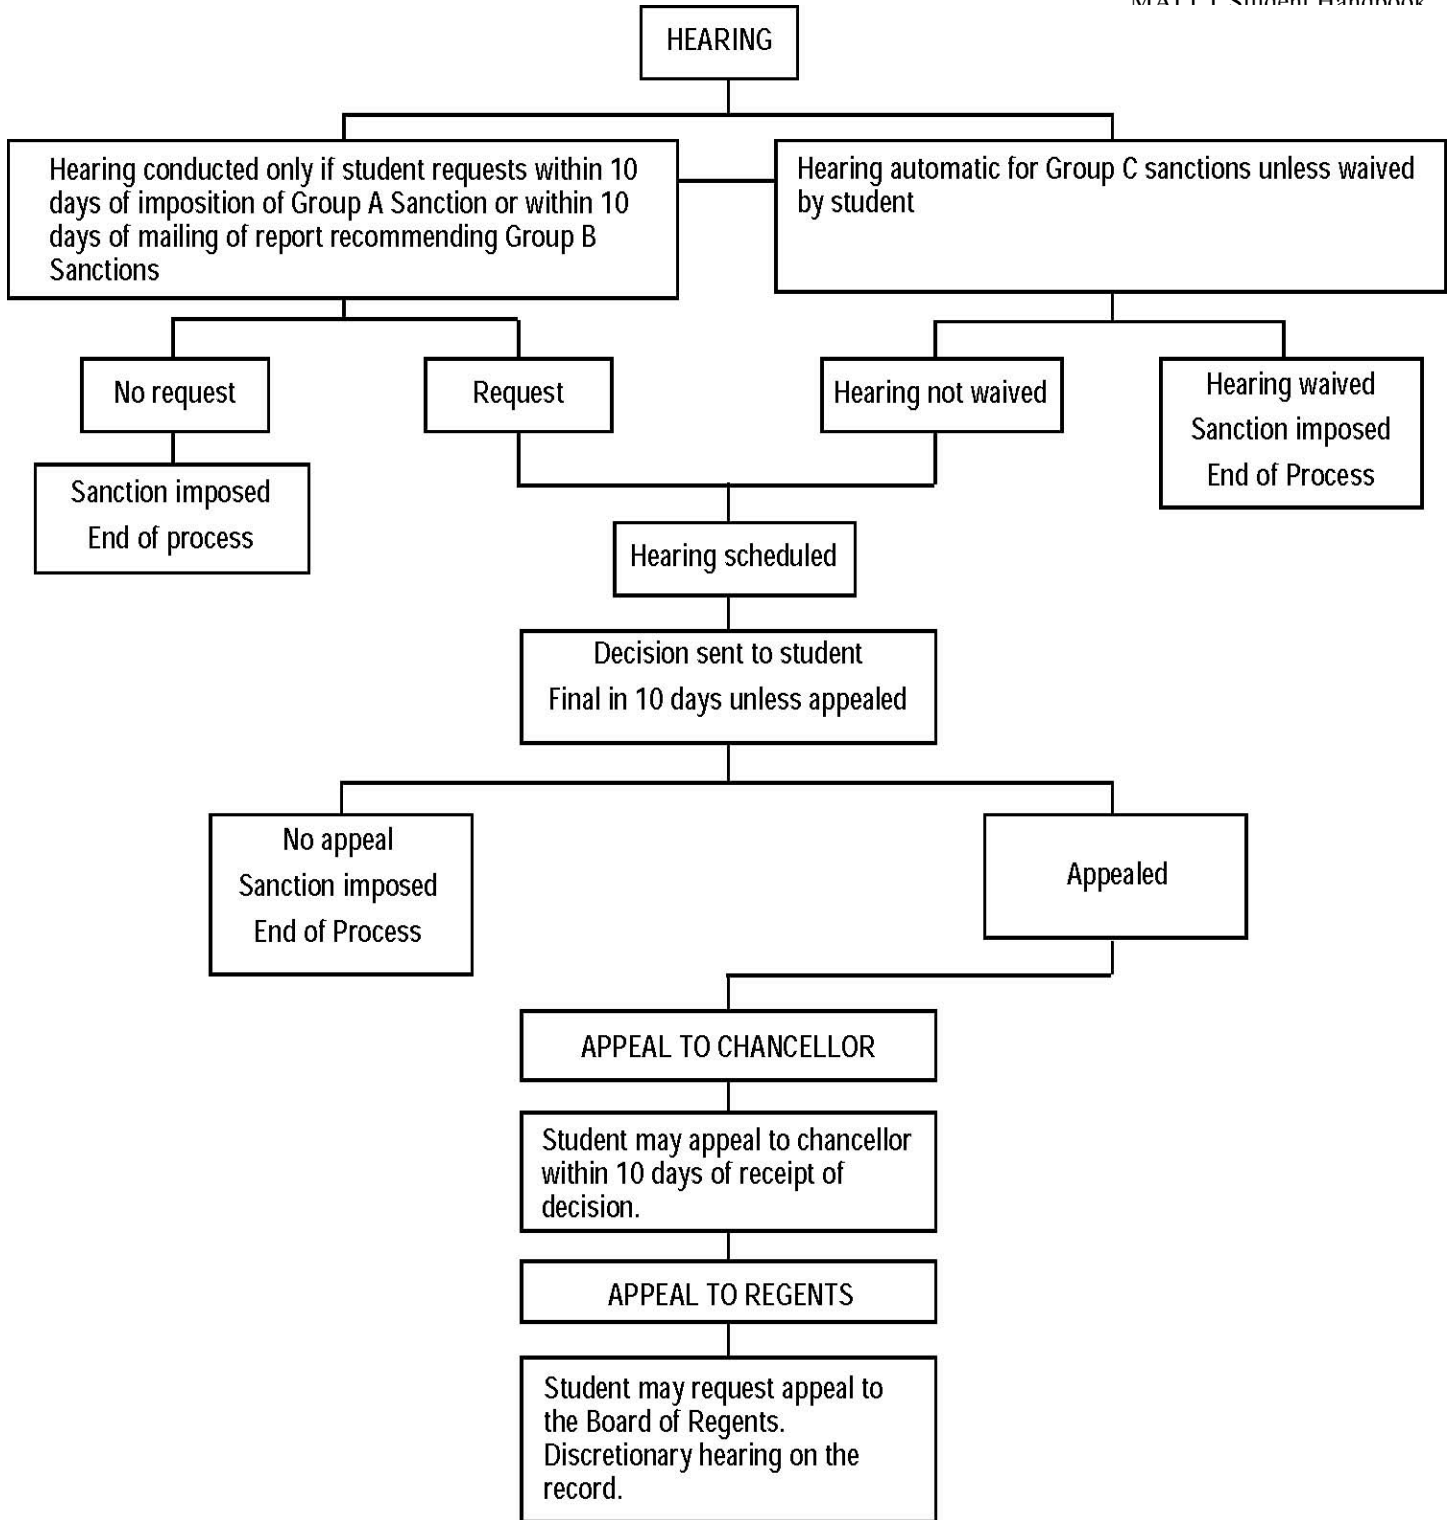 MALLT Student Handbook
HEARING
Hearing conducted only if student requests within 10
days of imposition of Group A Sanction or within 10
days of mailing of report recommending Group B
Sanctions
Hearing automatic for Group C sanctions unless waived
by student
No request
Request
Hearing not waived
Hearing waived
Sanction imposed
End of Process
Sanction imposed
End of process
Hearing scheduled
Decision sent to student
Final in 10 days unless appealed
No appeal
Sanction imposed
End of Process
Appealed
APPEAL TO CHANCELLOR
Student may appeal to chancellor
within 10 days of receipt of
decision.
APPEAL TO REGENTS
Student may request appeal to
the Board of Regents.
Discretionary hearing on the
record.